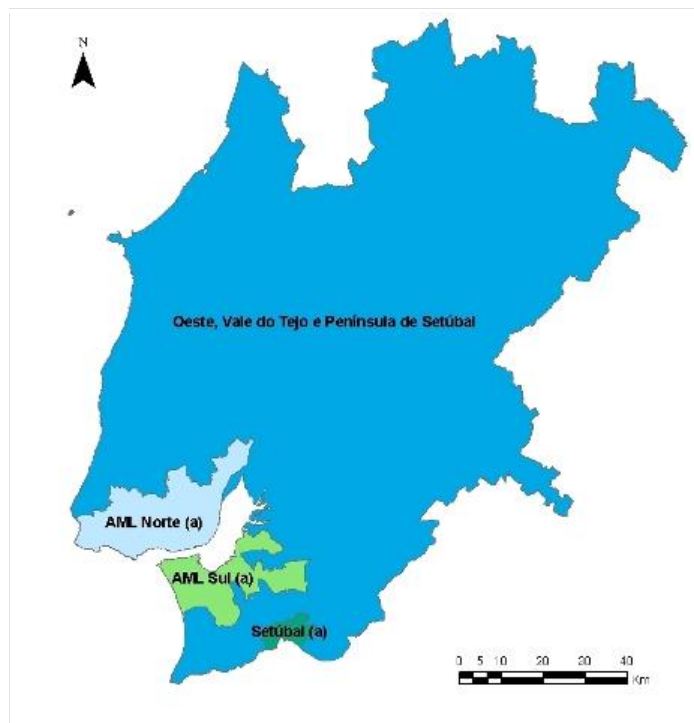 N
Oeste, Vale do Tejo e Península de Setúbal
AML Norte (a)
AML Sul (a)
Setúbal (a)
0 5 10 20 30 40
Km